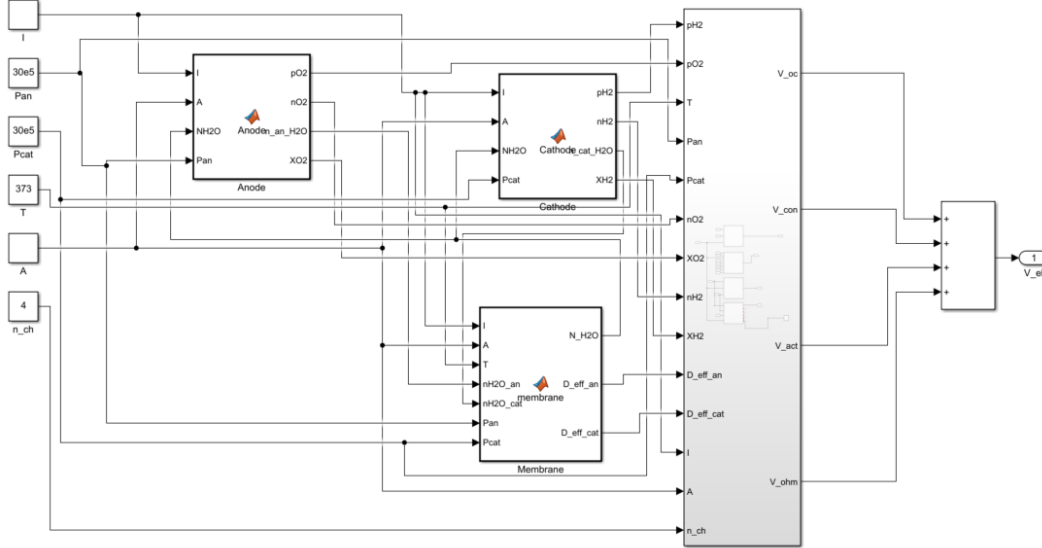 I
30e5
Pan
30e5
Pcat
373
T
A
4
n_ch
I
A
NH2O
Pan
Anode
pO2
nO2
n_an_H2O
XO2
Anode
I
A
NH2O
Pcat
Cathode
pH2
nH2
n_cat_H2O
XH2
Cathode
I
A
T
nH2O_an
nH2O_cat
Pan
Pcat
membrane
N_H2O
D_eff_an
D_eff_cat
Membrane
pH2
pO2
T
Pan
Pcat
nO2
XO2
nH2
XH2
D_eff_an
D_eff_cat
I
A
n_ch
V_oc
V_con
V_act
V_ohm
+
+
+
+
1